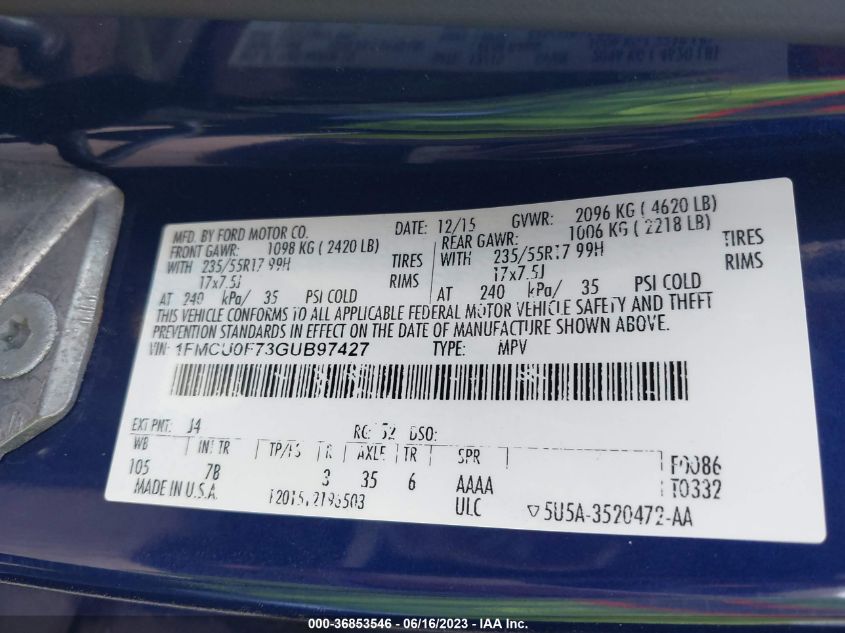 MFD. BY FORD MOTOR CO. DATE: 12/15 GVWR: 2096 KG ( 4620 LB)
FRONT GAWR: 1098 KG ( 2420 LB) REAR GAWR: 1006 KG ( 2218 LB)
WITH 235/55R17 99H TIRES WITH 235/55R17 99H TIRES
17x7.5J RIMS 17x7.5J RIMS
AT 240 kPa/ 35 PSI COLD AT 240 kPa/ 35 PSI COLD
THIS VEHICLE CONFORMS TO ALL APPLICABLE FEDERAL MOTOR VEHICLE SAFETY AND THEFT
PREVENTION STANDARDS IN EFFECT ON THE DATE OF MANUFACTURE SHOWN ABOVE.
VIN: 1FMCU0F73GUB97427 TYPE: MPV
EXT PNT: J4 RC: 52 DSO:
WB INT TR TP/PS R AXLE TR SPR F0086
105 7B 3 35 6 AAAA T0332
MADE IN U.S.A. ULC 5U5A-3520472-AA
000-36853546 - 06/16/2023 - © IAA, Inc.